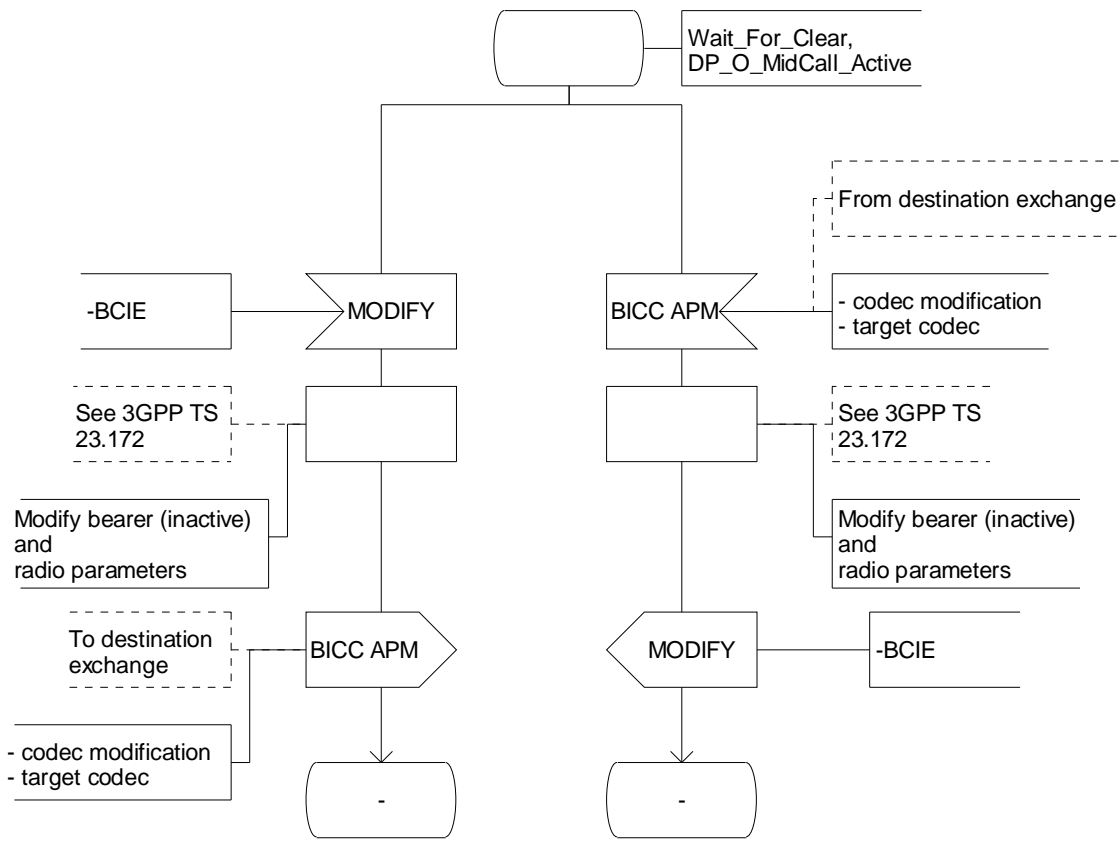 Wait_For_Clear,
DP_O_MidCall_Active
From destination exchange
-BCIE
MODIFY
BICC APM
- codec modification
- target codec
See 3GPP TS
23.172
See 3GPP TS
23.172
Modify bearer (inactive)
and
radio parameters
Modify bearer (inactive)
and
radio parameters
To destination
exchange
BICC APM
MODIFY
-BCIE
- codec modification
- target codec
-
-